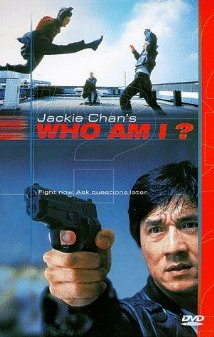 Jackie Chan's
WHO AM I ?
Fight now. Ask questions later.
DVD